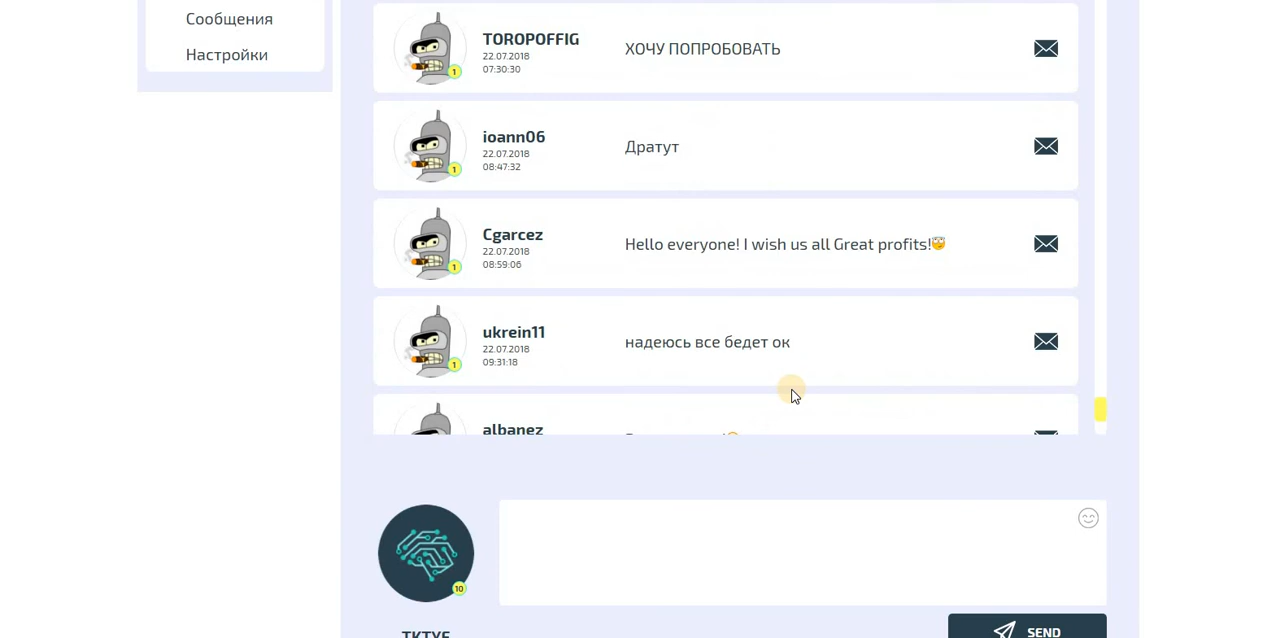 Сообщения
Настройки
TOROPOFFIG
22.07.2018
07:30:30
ХОЧУ ПОПРОБОВАТЬ
1
ioann06
22.07.2018
08:47:32
Дратут
1
Cgarcez
22.07.2018
08:59:06
Hello everyone! I wish us all Great profits!
1
ukrein11
22.07.2018
09:31:18
надеюсь все бедет ок
1
albanez
10
TKTYF
SEND